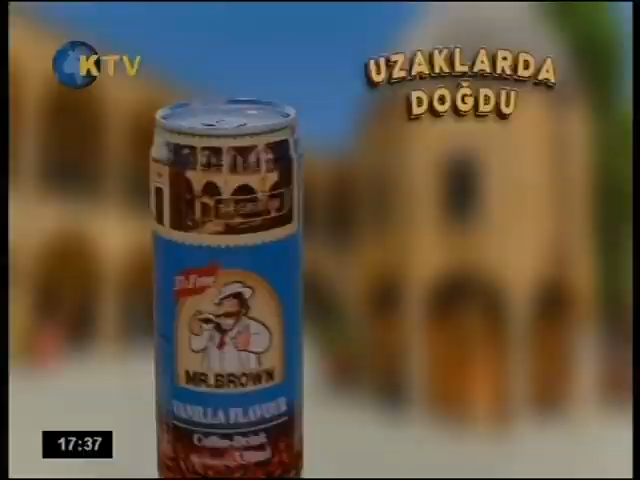 KTV
UZAKLARDA
DOĞDU
MR.BROWN
VANILLA FLAVOUR
Coffee Drink
17:37